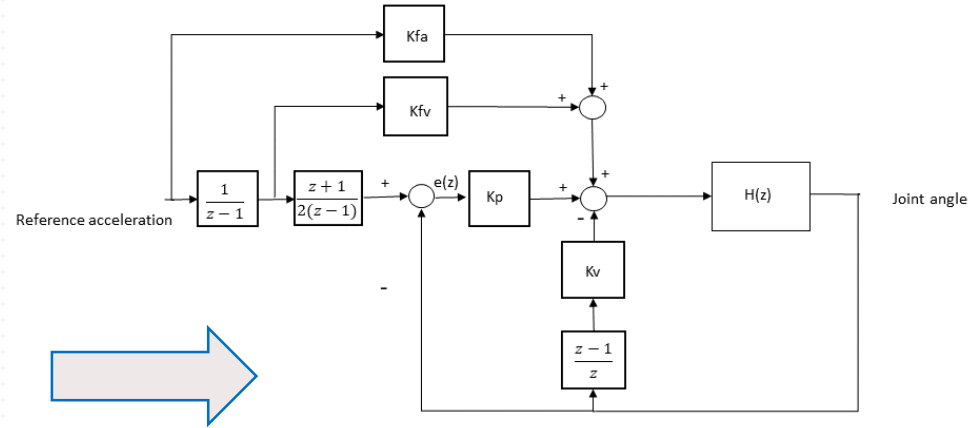 Kfa
+
+
Kfv
+
Reference acceleration
1
z − 1
z + 1
2(z − 1)
+
e(z)
Kp
+
-
H(z)
Joint angle
-
Kv
z − 1
z